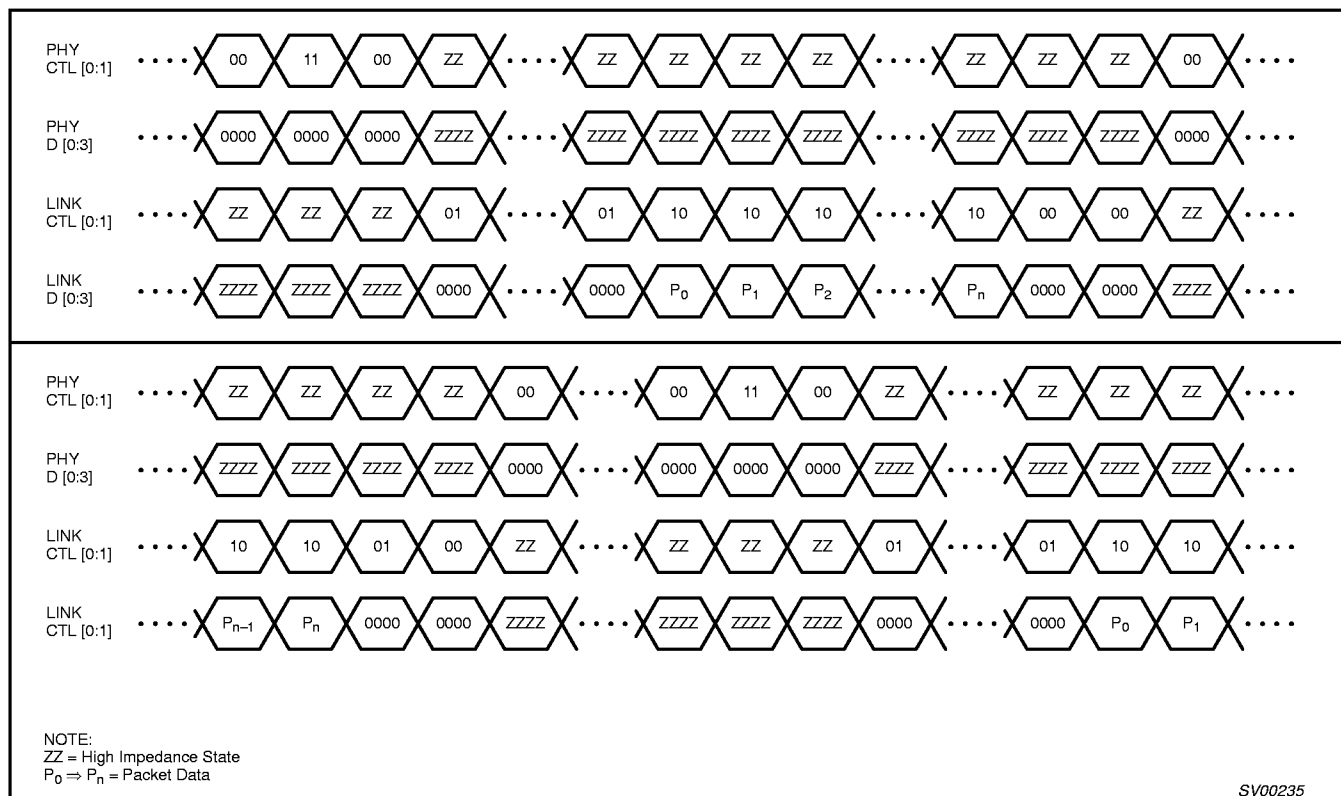 PHY
CTL [0:1]
00 11 00 ZZ ZZ ZZ ZZ ZZ ZZ ZZ ZZ 00
PHY
D [0:3]
0000 0000 0000 ZZZZ ZZZZ ZZZZ ZZZZ ZZZZ ZZZZ ZZZZ ZZZZ 0000
LINK
CTL [0:1]
ZZ ZZ ZZ 01 01 10 10 10 10 00 00 ZZ
LINK
D [0:3]
ZZZZ ZZZZ ZZZZ 0000 0000 P0 P1 P2 Pn 0000 0000 ZZZZ
PHY
CTL [0:1]
ZZ ZZ ZZ ZZ 00 00 11 00 ZZ ZZ ZZ ZZ
PHY
D [0:3]
ZZZZ ZZZZ ZZZZ ZZZZ 0000 0000 0000 0000 ZZZZ ZZZZ ZZZZ ZZZZ
LINK
CTL [0:1]
10 10 01 00 ZZ ZZ ZZ ZZ 01 01 10 10
LINK
CTL [0:1]
Pn–1 Pn 0000 0000 ZZZZ ZZZZ ZZZZ ZZZZ 0000 0000 P0 P1
NOTE:
ZZ = High Impedance State
P0 ⇒ Pn = Packet Data
SV00235